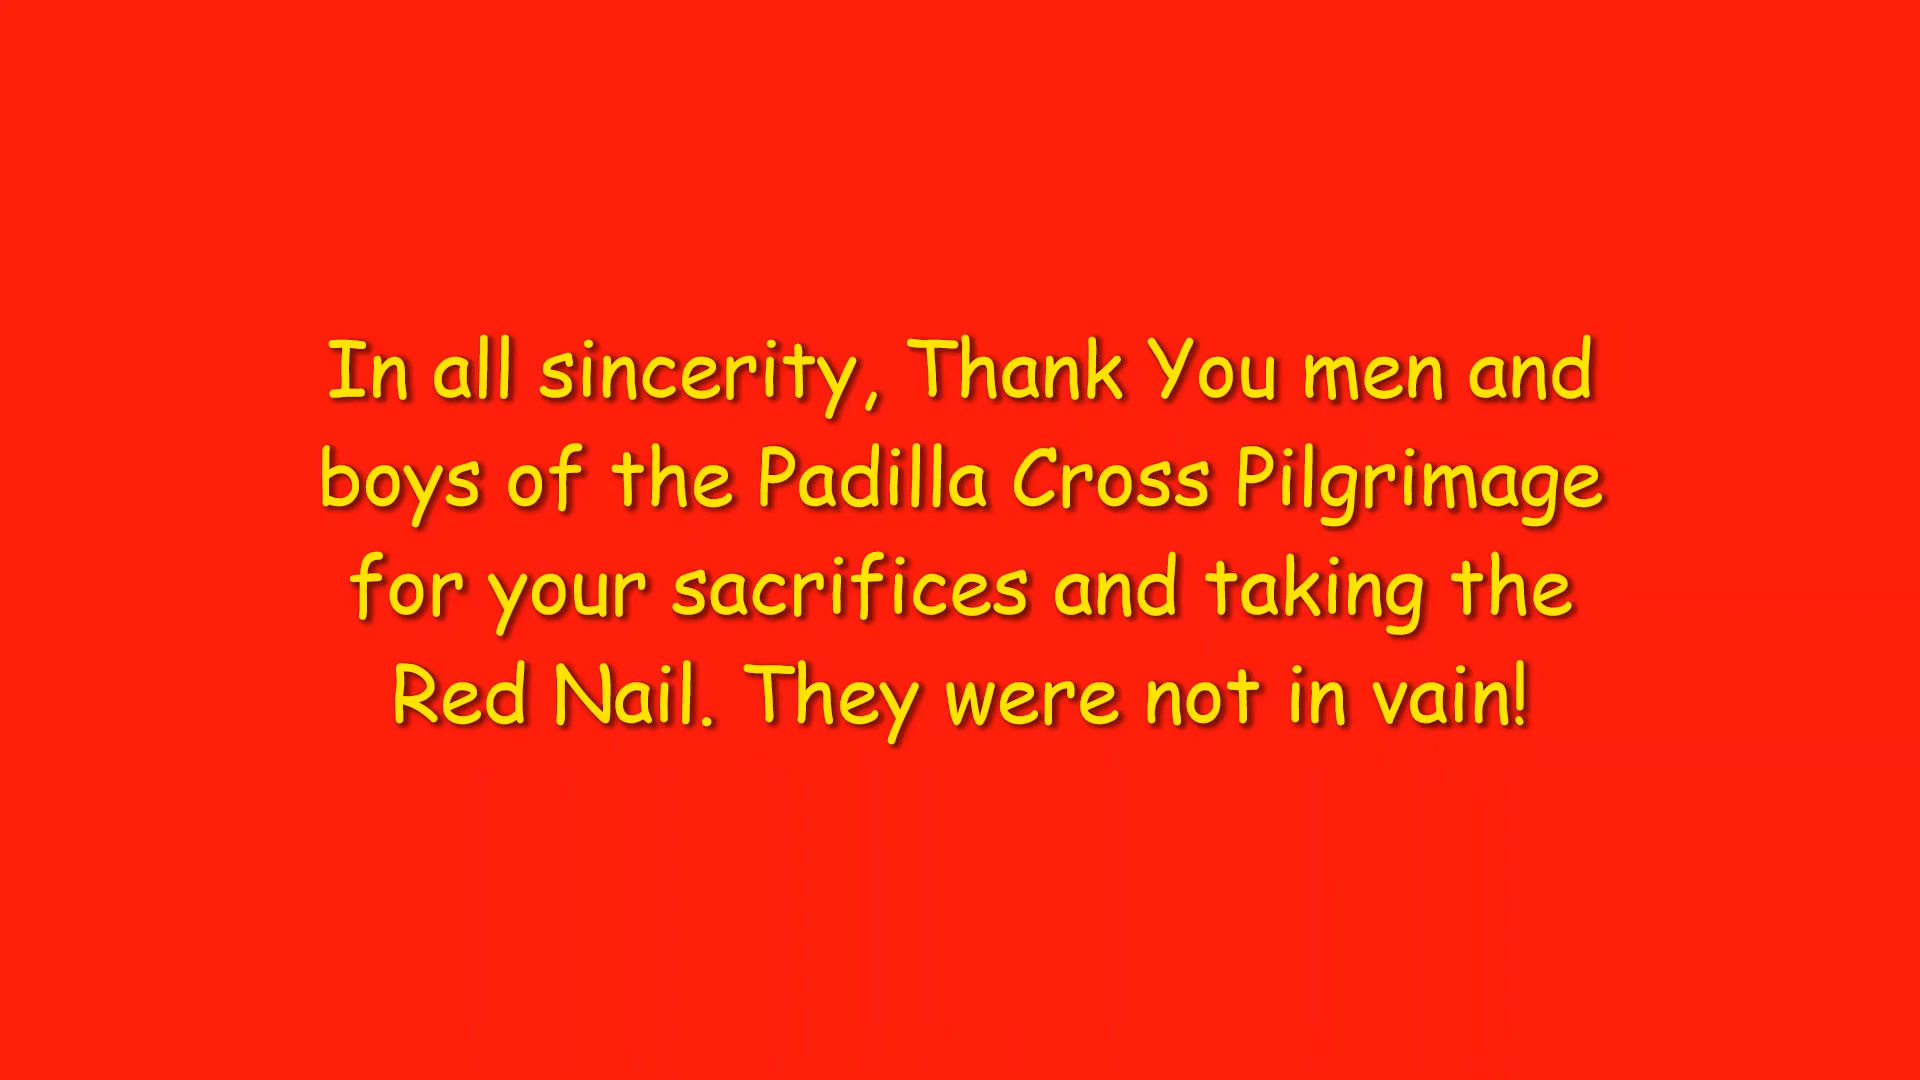 In all sincerity, Thank You men and
boys of the Padilla Cross Pilgrimage
for your sacrifices and taking the
Red Nail. They were not in vain!